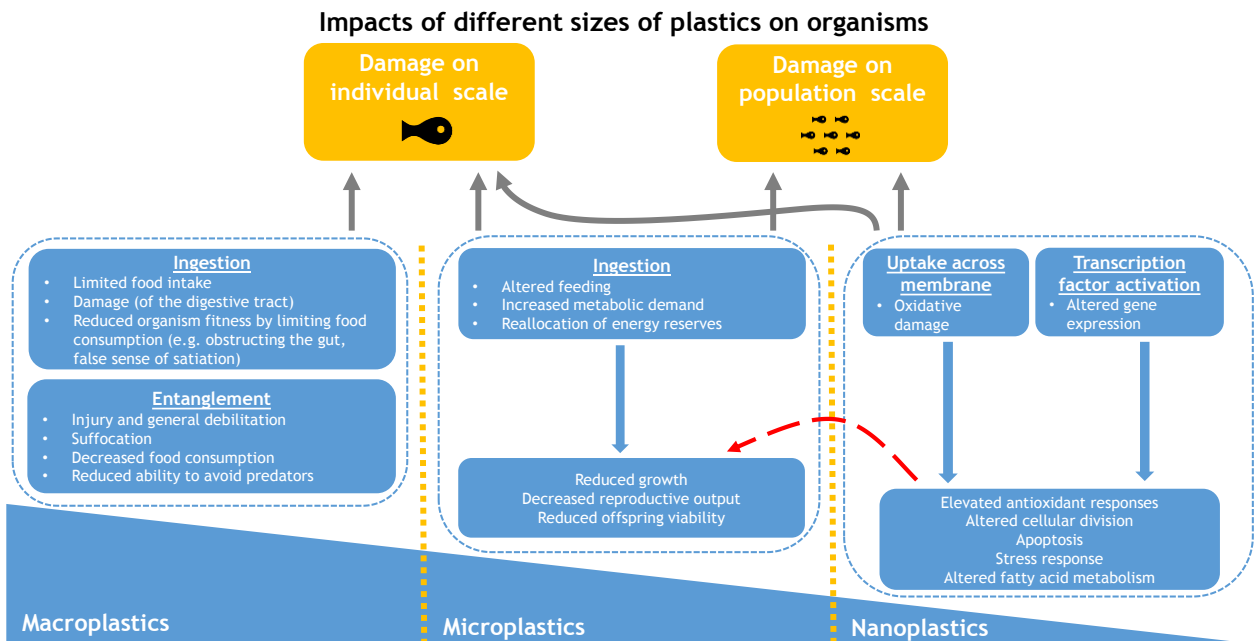 Impacts of different sizes of plastics on organisms
Damage on
individual scale
Damage on
population scale
Ingestion
• Limited food intake
• Damage (of the digestive tract)
• Reduced organism fitness by limiting food
consumption (e.g. obstructing the gut,
false sense of satiation)
Entanglement
• Injury and general debilitation
• Suffocation
• Decreased food consumption
• Reduced ability to avoid predators
Ingestion
• Altered feeding
• Increased metabolic demand
• Reallocation of energy reserves
Reduced growth
Decreased reproductive output
Reduced offspring viability
Uptake across
membrane
• Oxidative
damage
Transcription
factor activation
• Altered gene
expression
Elevated antioxidant responses
Altered cellular division
Apoptosis
Stress response
Altered fatty acid metabolism
Macroplastics
Microplastics
Nanoplastics